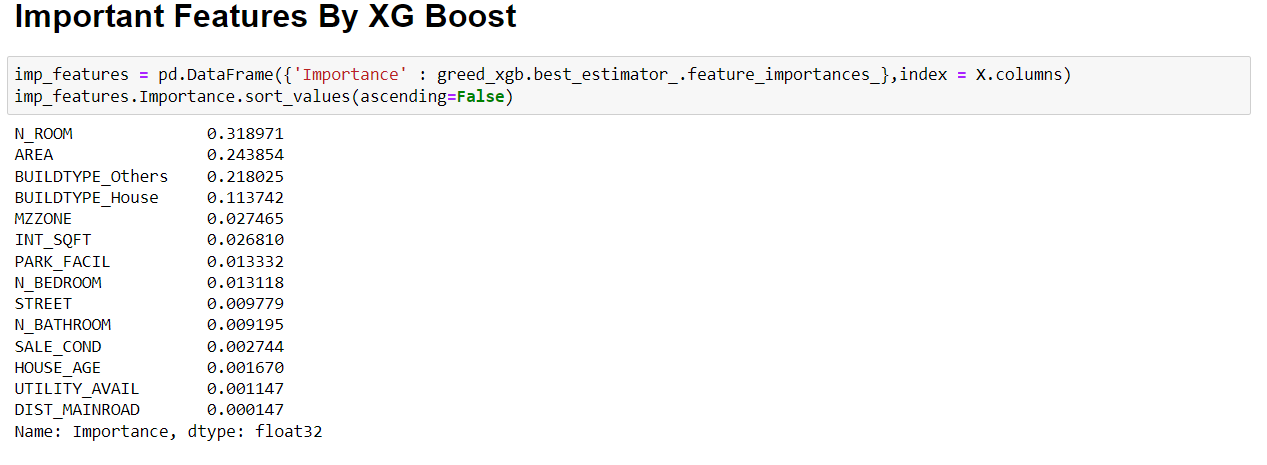 Important Features By XG Boost
imp_features = pd.DataFrame({'Importance' : greed_xgb.best_estimator_.feature_importances_},index = X.columns)
imp_features.Importance.sort_values(ascending=False)
N_ROOM 0.318971
AREA 0.243854
BUILDTYPE_Others 0.218025
BUILDTYPE_House 0.113742
MZZONE 0.027465
INT_SQFT 0.026810
PARK_FACIL 0.013332
N_BEDROOM 0.013118
STREET 0.009779
N_BATHROOM 0.009195
SALE_COND 0.002744
HOUSE_AGE 0.001670
UTILITY_AVAIL 0.001147
DIST_MAINROAD 0.000147
Name: Importance, dtype: float32